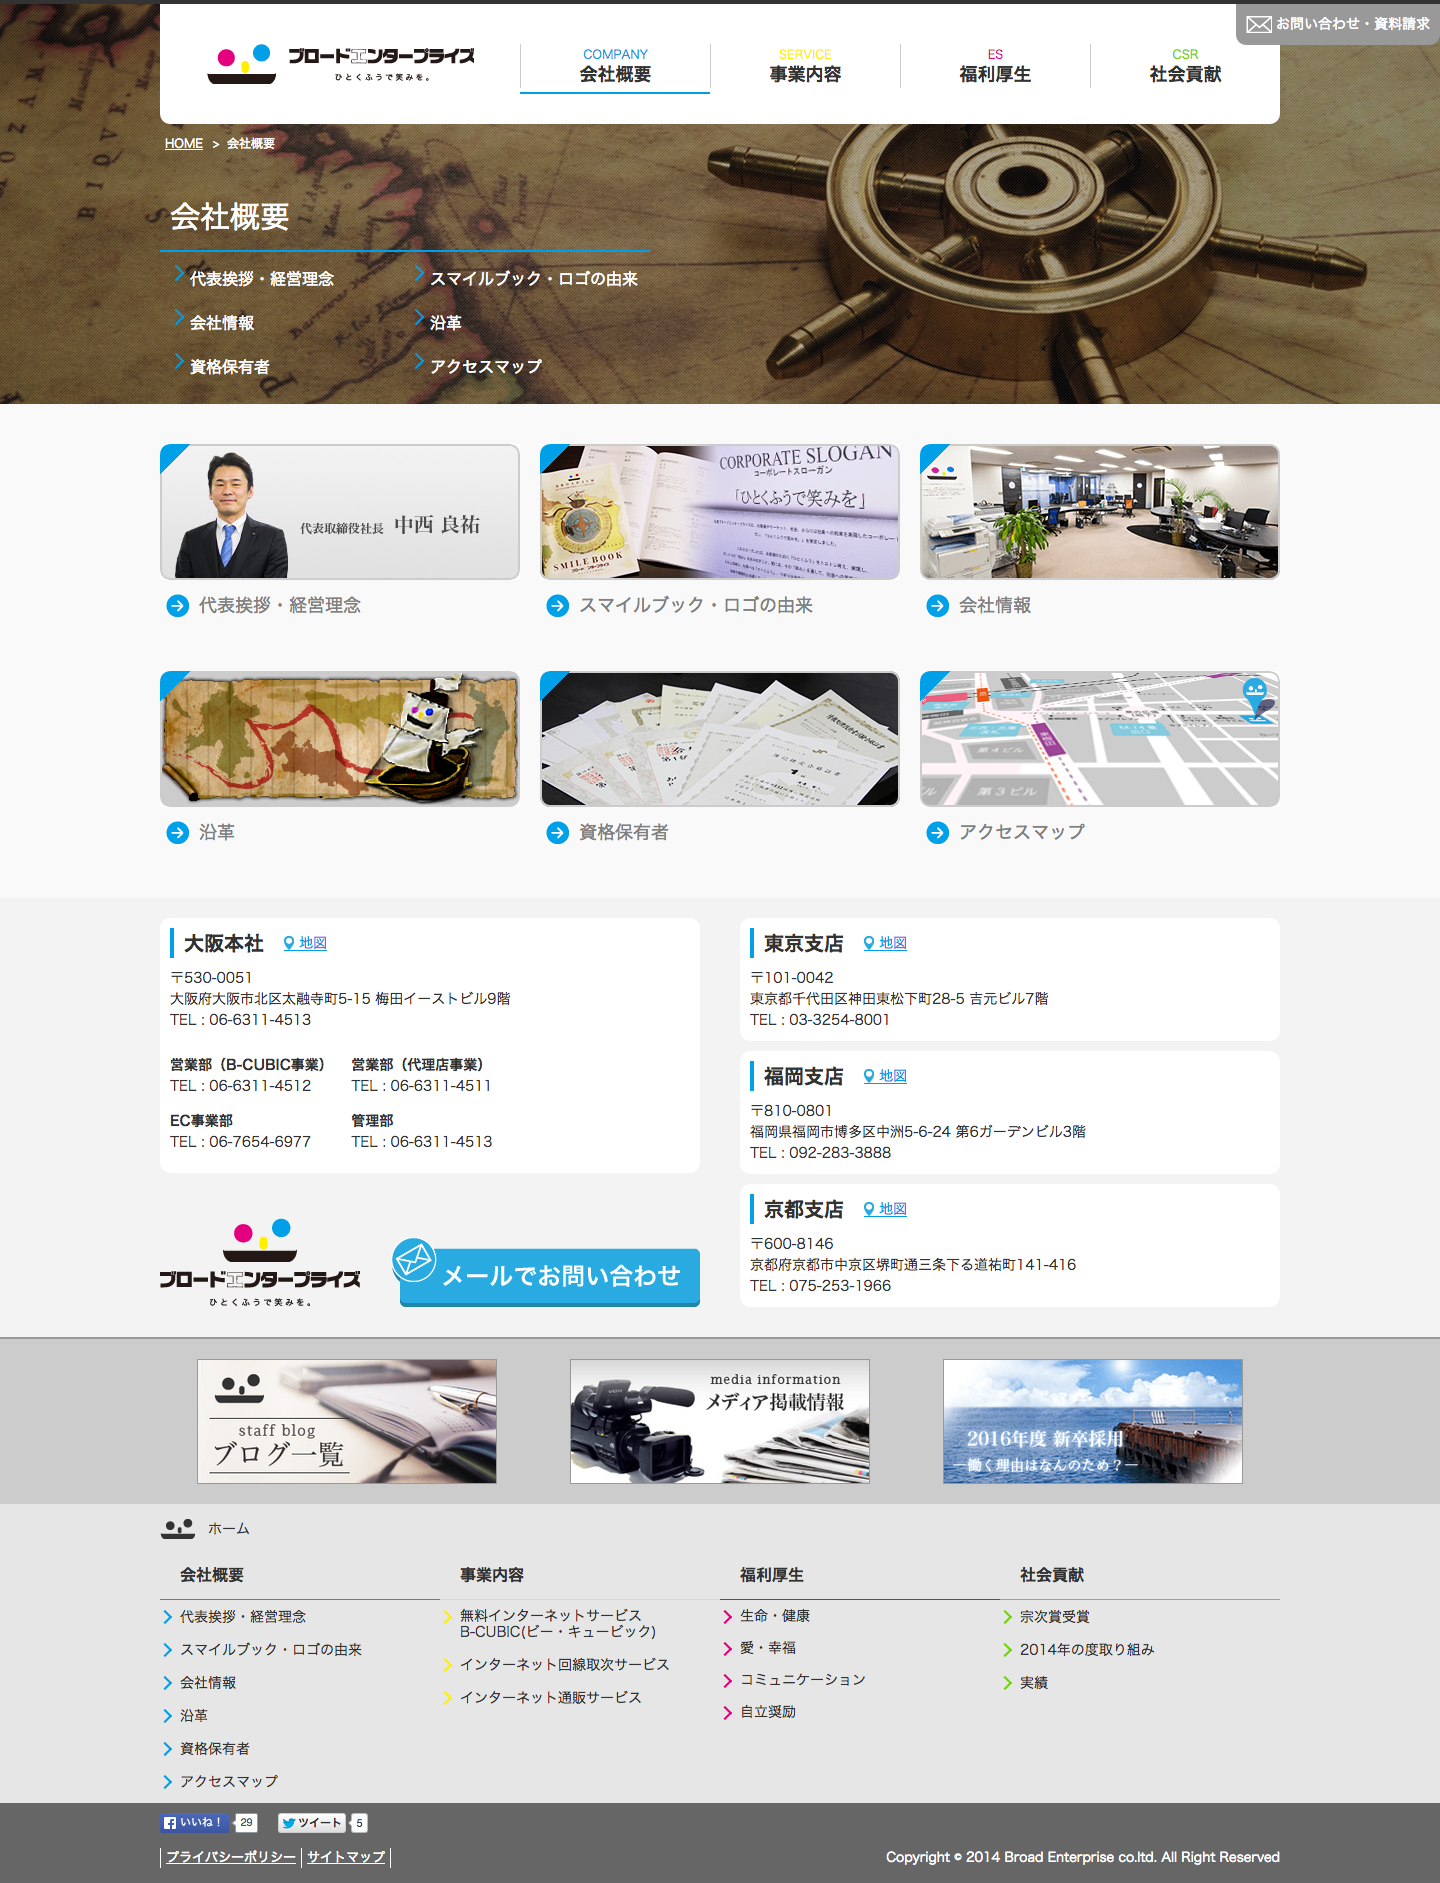 お問い合わせ・資料請求
ブロードエンタープライズ
ひとくふうで笑みを。
COMPANY
会社概要
SERVICE
事業内容
ES
福利厚生
CSR
社会貢献
HOME > 会社概要
会社概要
代表挨拶・経営理念
スマイルブック・ロゴの由来
会社情報
沿革
資格保有者
アクセスマップ
代表取締役社長 中西 良祐
CORPORATE SLOGAN
コーポレートスローガン
「ひとくふうで笑みを」
SMILE BOOK
代表挨拶・経営理念
スマイルブック・ロゴの由来
会社情報
第4ビル
第3ビル
沿革
資格保有者
アクセスマップ
大阪本社 地図
〒530-0051
大阪府大阪市北区太融寺町5-15 梅田イーストビル9階
TEL : 06-6311-4513
営業部（B-CUBIC事業）
TEL : 06-6311-4512
営業部（代理店事業）
TEL : 06-6311-4511
EC事業部
TEL : 06-7654-6977
管理部
TEL : 06-6311-4513
東京支店 地図
〒101-0042
東京都千代田区神田東松下町28-5 吉元ビル7階
TEL : 03-3254-8001
福岡支店 地図
〒810-0801
福岡県福岡市博多区中洲5-6-24 第6ガーデンビル3階
TEL : 092-283-3888
京都支店 地図
〒600-8146
京都府京都市中京区堺町通三条下る道祐町141-416
TEL : 075-253-1966
ブロードエンタープライズ
ひとくふうで笑みを。
メールでお問い合わせ
staff blog
ブログ一覧
media information
メディア掲載情報
2016年度 新卒採用
―働く理由はなんのため？―
ホーム
会社概要
代表挨拶・経営理念
スマイルブック・ロゴの由来
会社情報
沿革
資格保有者
アクセスマップ
事業内容
無料インターネットサービス
B-CUBIC(ビー・キュービック)
インターネット回線取次サービス
インターネット通販サービス
福利厚生
生命・健康
愛・幸福
コミュニケーション
自立奨励
社会貢献
宗次賞受賞
2014年の度取り組み
実績
いいね！ 29
ツイート 5
プライバシーポリシー
サイトマップ
Copyright © 2014 Broad Enterprise co.ltd. All Right Reserved